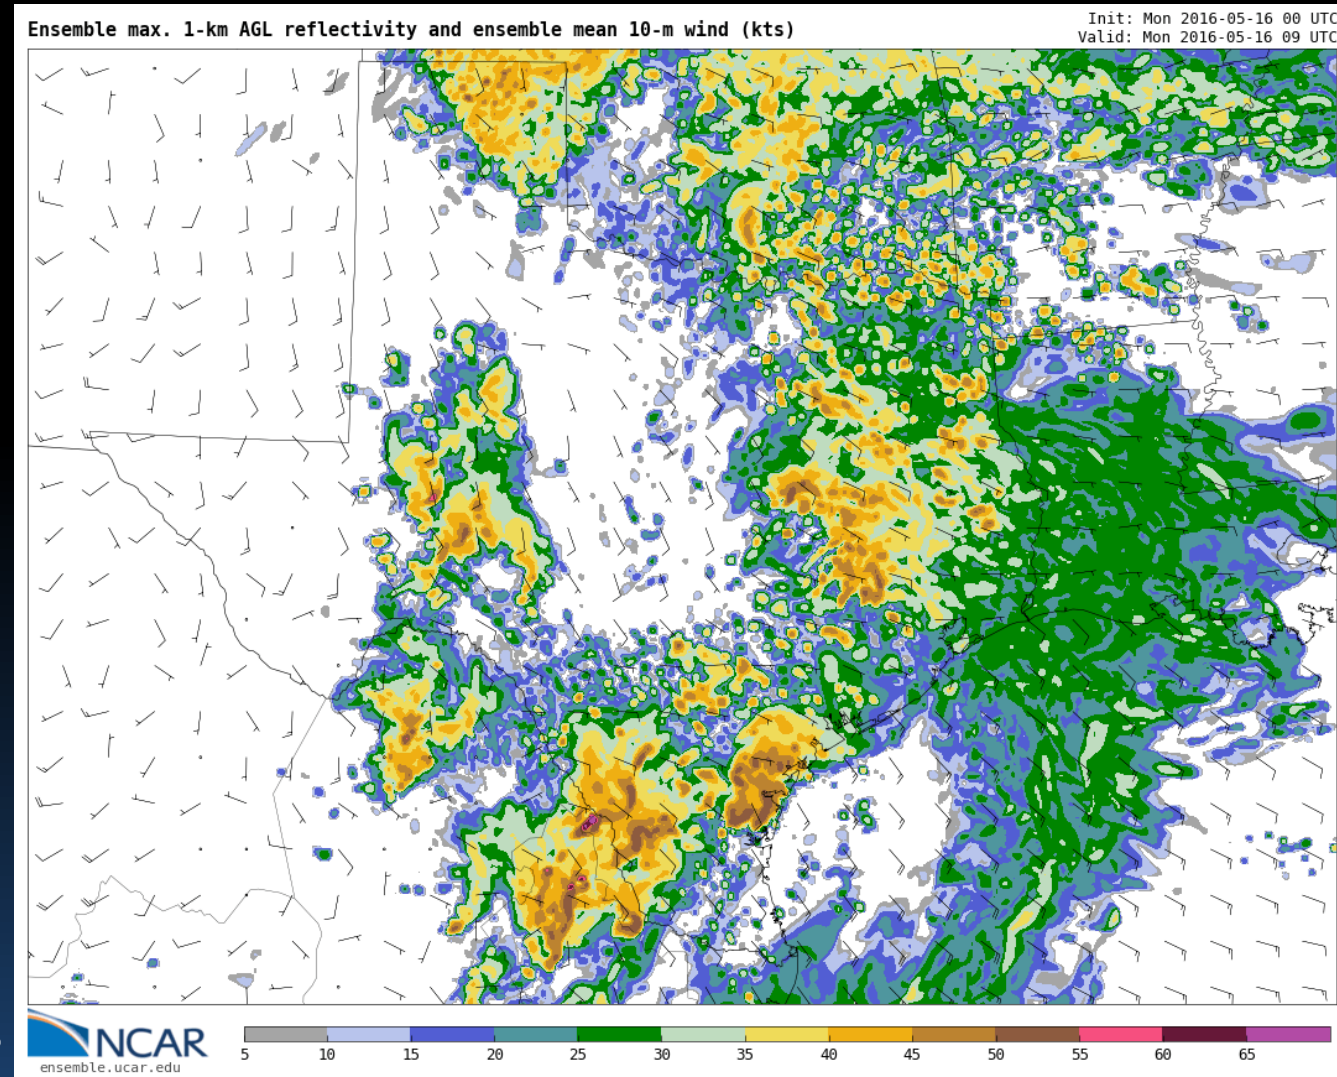 Ensemble max. 1-km AGL reflectivity and ensemble mean 10-m wind (kts)
Init: Mon 2016-05-16 00 UTC
Valid: Mon 2016-05-16 09 UTC
NCAR
ensemble.ucar.edu
5 10 15 20 25 30 35 40 45 50 55 60 65